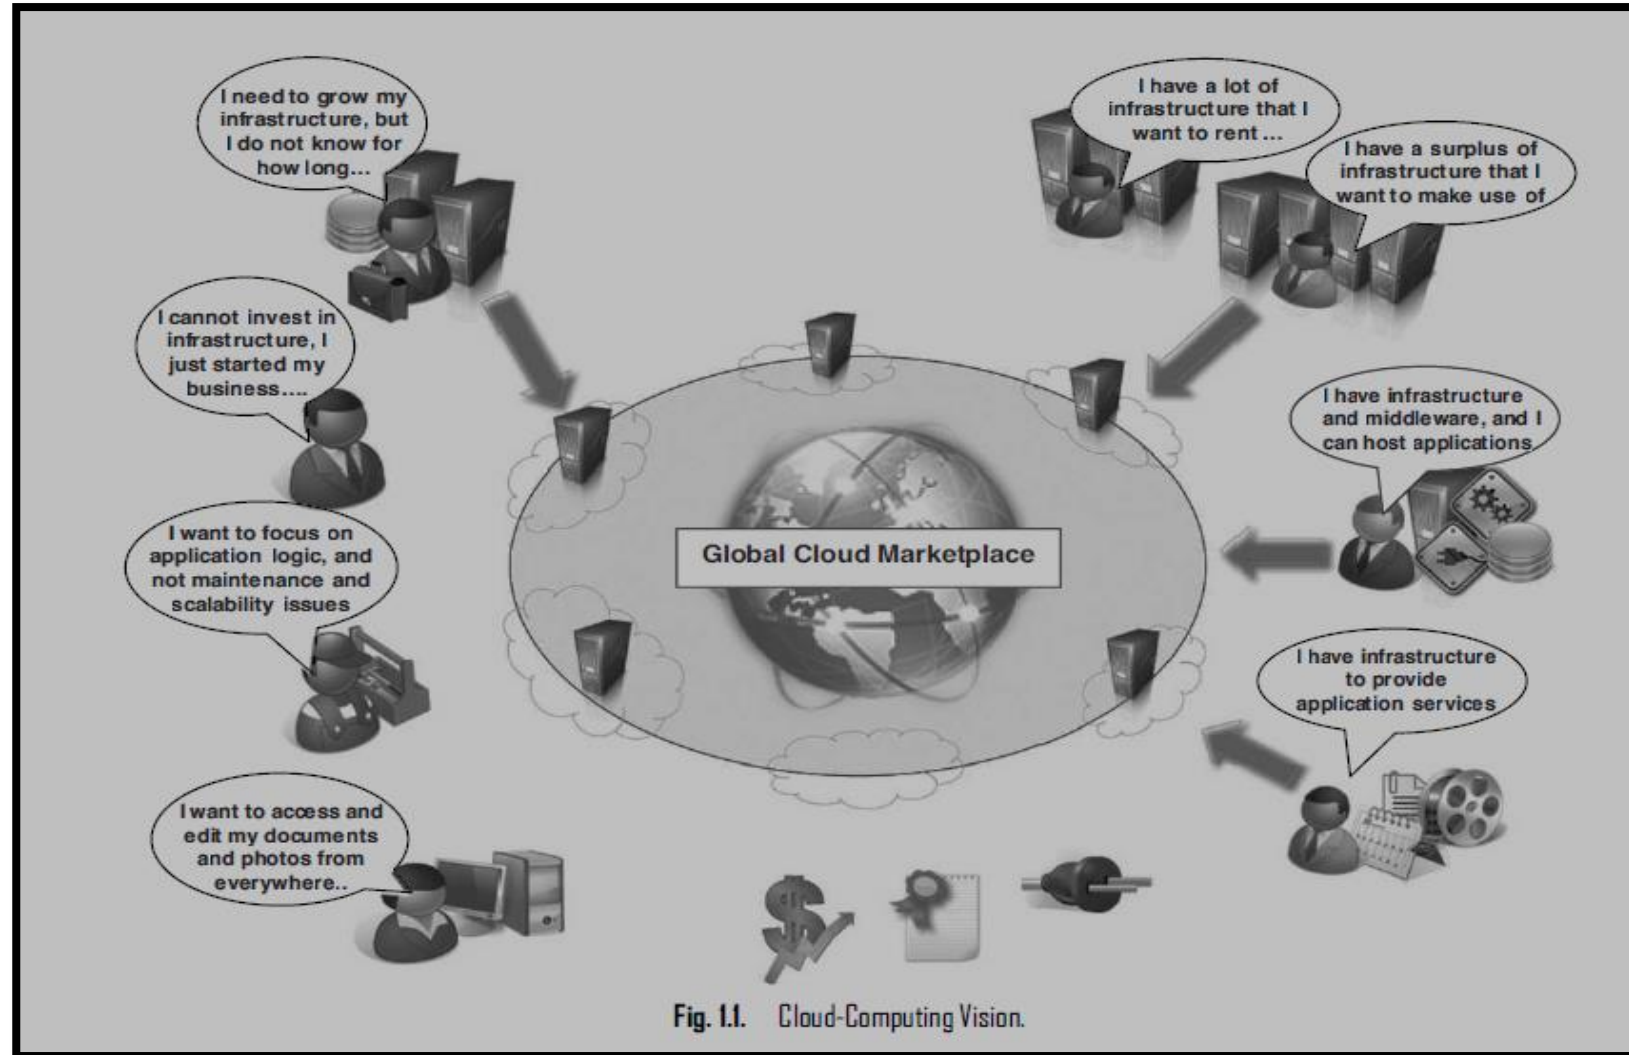 I need to grow my
infrastructure, but
I do not know for
how long...
I cannot invest in
infrastructure, I
just started my
business....
I want to focus on
application logic, and
not maintenance and
scalability issues
I want to access and
edit my documents
and photos from
everywhere..
I have a lot of
infrastructure that I
want to rent ...
I have a surplus of
infrastructure that I
want to make use of
I have infrastructure
and middleware, and I
can host applications
I have infrastructure
to provide
application services
Global Cloud Marketplace
Fig. 1.1. Cloud-Computing Vision.